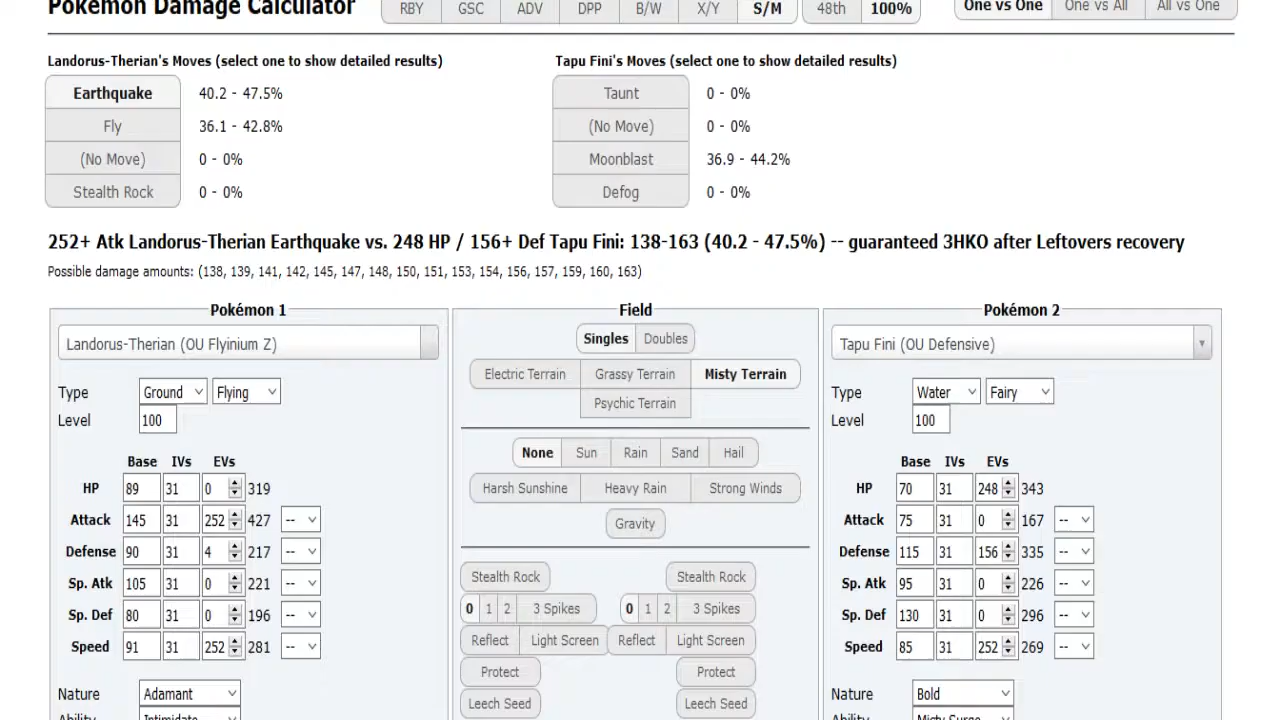 Pokémon Damage Calculator RBY GSC ADV DPP B/W X/Y S/M 48th 100% One vs One One vs All All vs One
Landorus-Therian's Moves (select one to show detailed results) Tapu Fini's Moves (select one to show detailed results)
Earthquake 40.2 - 47.5% Taunt 0 - 0%
Fly 36.1 - 42.8% (No Move) 0 - 0%
(No Move) 0 - 0% Moonblast 36.9 - 44.2%
Stealth Rock 0 - 0% Defog 0 - 0%
252+ Atk Landorus-Therian Earthquake vs. 248 HP / 156+ Def Tapu Fini: 138-163 (40.2 - 47.5%) -- guaranteed 3HKO after Leftovers recovery
Possible damage amounts: (138, 139, 141, 142, 145, 147, 148, 150, 151, 153, 154, 156, 157, 159, 160, 163)
Pokémon 1 Field Pokémon 2
Landorus-Therian (OU Flyinium Z) Singles Doubles Tapu Fini (OU Defensive)
Electric Terrain Grassy Terrain Misty Terrain
Type Ground Flying Psychic Terrain Type Water Fairy
Level 100 Level 100
None Sun Rain Sand Hail
Base IVs EVs Base IVs EVs
HP 89 31 0 319 Harsh Sunshine Heavy Rain Strong Winds HP 70 31 248 343
Attack 145 31 252 427 -- Gravity Attack 75 31 0 167 --
Defense 90 31 4 217 -- Defense 115 31 156 335 --
Sp. Atk 105 31 0 221 -- Stealth Rock Stealth Rock Sp. Atk 95 31 0 226 --
Sp. Def 80 31 0 196 -- 0 1 2 3 Spikes 0 1 2 3 Spikes Sp. Def 130 31 0 296 --
Speed 91 31 252 281 -- Reflect Light Screen Reflect Light Screen Speed 85 31 252 269 --
Protect Protect
Nature Adamant Leech Seed Leech Seed Nature Bold
Ability Intimidate Ability Misty Surge